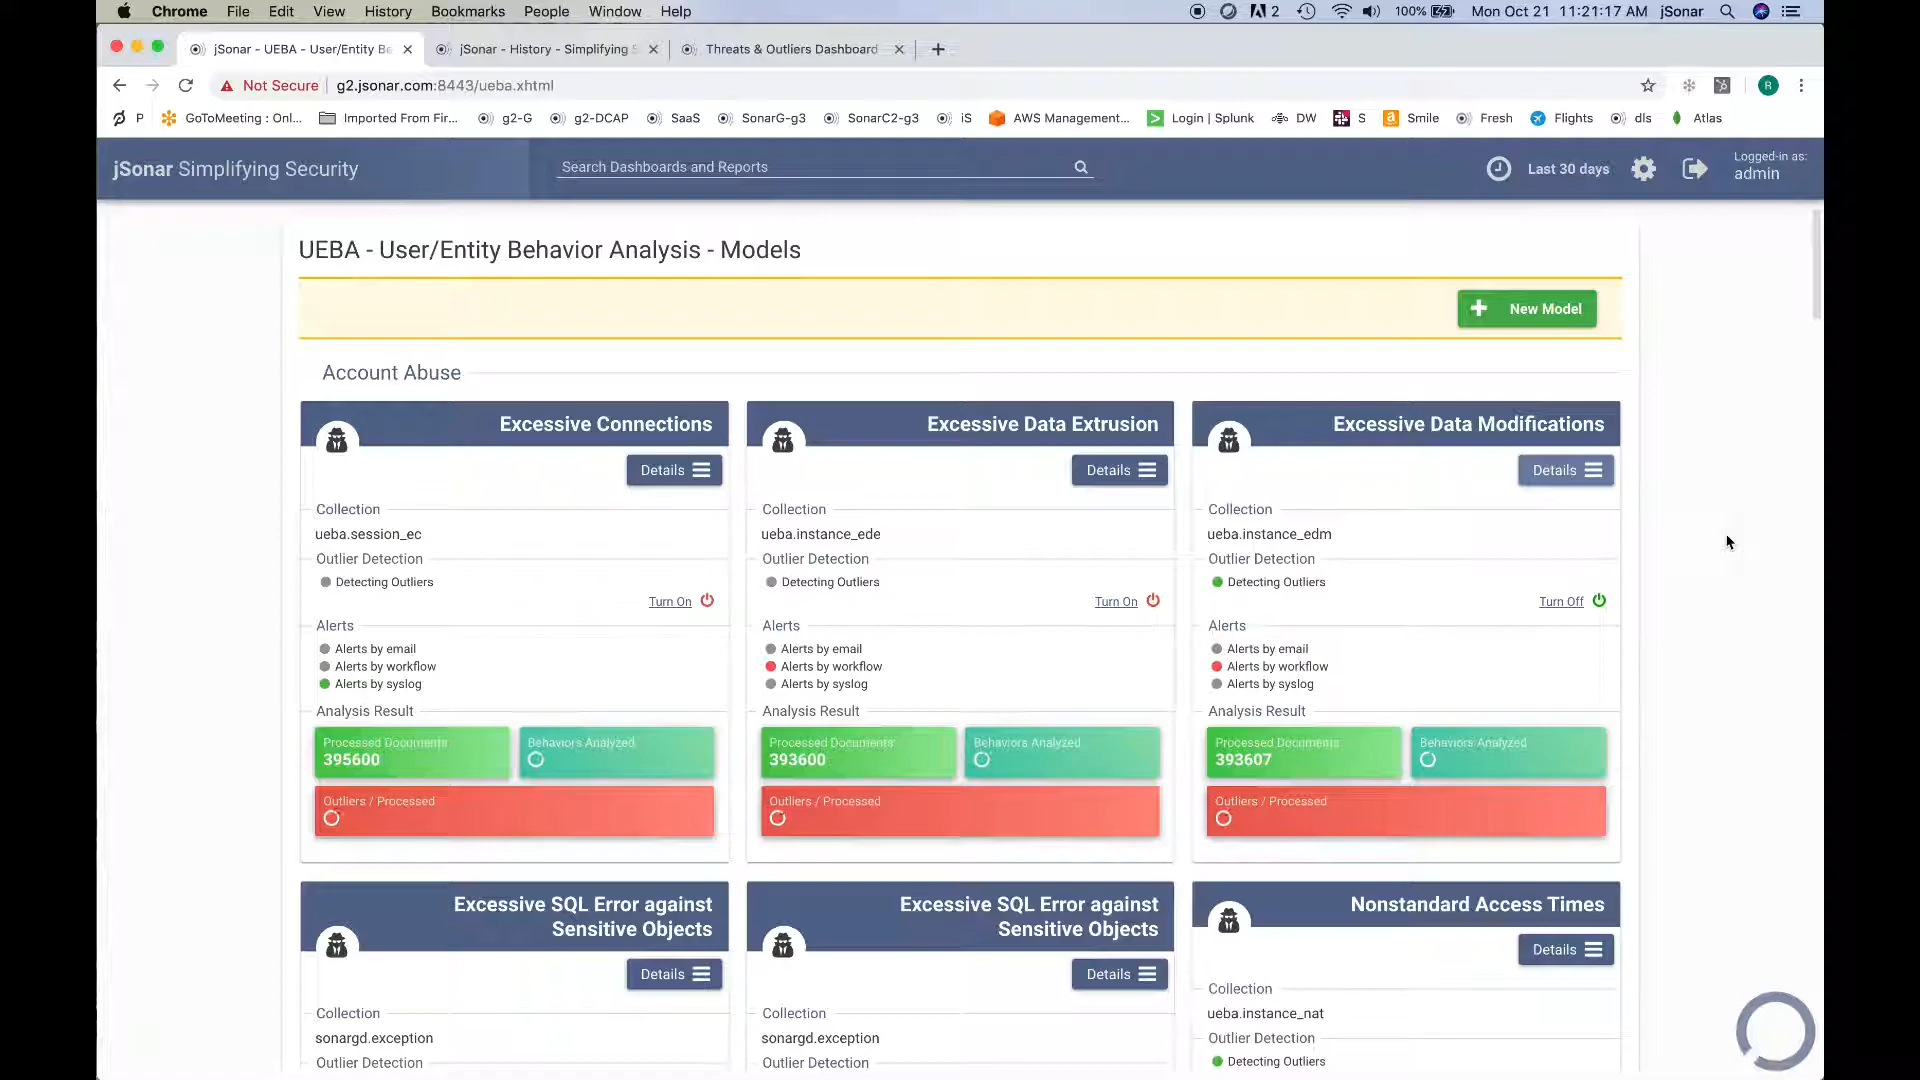 Chrome File Edit View History Bookmarks People Window Help 2 100% Mon Oct 21 11:21:17 AM jSonar
jSonar - UEBA - User/Entity Be jSonar - History - Simplifying S Threats & Outliers Dashboard
Not Secure g2.jsonar.com:8443/ueba.xhtml R
P GoToMeeting : Onl... Imported From Fir... g2-G g2-DCAP SaaS SonarG-g3 SonarC2-g3 iS AWS Management... Login | Splunk DW S Smile Fresh Flights dls Atlas
jSonar Simplifying Security Search Dashboards and Reports Last 30 days Logged-in as:
admin
UEBA - User/Entity Behavior Analysis - Models
New Model
Account Abuse
Excessive Connections
Details
Collection
ueba.session_ec
Outlier Detection
Detecting Outliers
Turn On
Alerts
Alerts by email
Alerts by workflow
Alerts by syslog
Analysis Result
Processed Documents
395600
Behaviors Analyzed
Outliers / Processed
Excessive Data Extrusion
Details
Collection
ueba.instance_ede
Outlier Detection
Detecting Outliers
Turn On
Alerts
Alerts by email
Alerts by workflow
Alerts by syslog
Analysis Result
Processed Documents
393600
Behaviors Analyzed
Outliers / Processed
Excessive Data Modifications
Details
Collection
ueba.instance_edm
Outlier Detection
Detecting Outliers
Turn Off
Alerts
Alerts by email
Alerts by workflow
Alerts by syslog
Analysis Result
Processed Documents
393607
Behaviors Analyzed
Outliers / Processed
Excessive SQL Error against
Sensitive Objects
Details
Collection
sonargd.exception
Outlier Detection
Excessive SQL Error against
Sensitive Objects
Details
Collection
sonargd.exception
Outlier Detection
Nonstandard Access Times
Details
Collection
ueba.instance_nat
Outlier Detection
Detecting Outliers